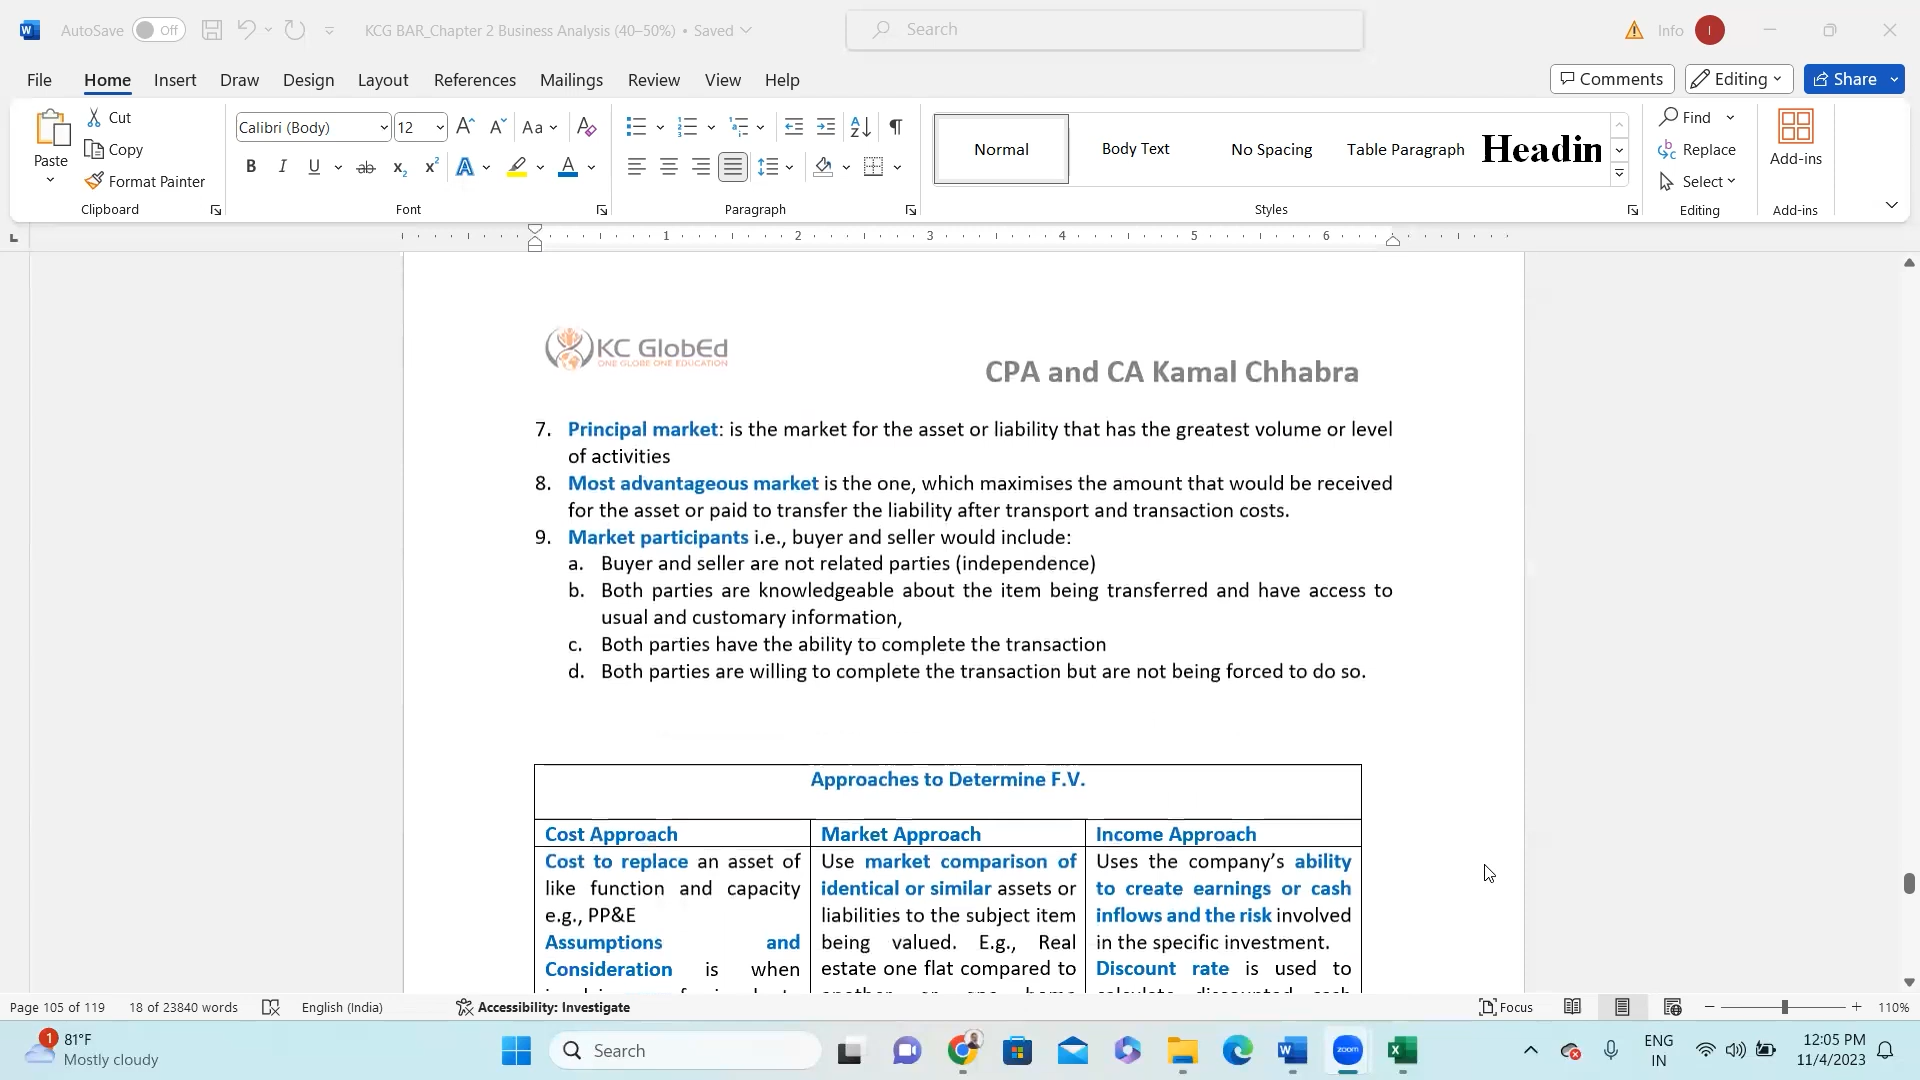 AutoSave Off KCG BAR_Chapter 2 Business Analysis (40–50%) • Saved Search Info I
File Home Insert Draw Design Layout References Mailings Review View Help Comments Editing Share
Paste Cut Copy Format Painter Clipboard
Calibri (Body) 12 Font
Paragraph
Normal Body Text No Spacing Table Paragraph Headin Styles
Find Replace Select Editing
Add-ins Add-ins
1 2 3 4 5 6
KC GlobEd
ONE GLOBE ONE EDUCATION
CPA and CA Kamal Chhabra
7. Principal market: is the market for the asset or liability that has the greatest volume or level
of activities
8. Most advantageous market is the one, which maximises the amount that would be received
for the asset or paid to transfer the liability after transport and transaction costs.
9. Market participants i.e., buyer and seller would include:
a. Buyer and seller are not related parties (independence)
b. Both parties are knowledgeable about the item being transferred and have access to
usual and customary information,
c. Both parties have the ability to complete the transaction
d. Both parties are willing to complete the transaction but are not being forced to do so.
Approaches to Determine F.V.
Cost Approach
Cost to replace an asset of
like function and capacity
e.g., PP&E
Assumptions and
Consideration is when
Market Approach
Use market comparison of
identical or similar assets or
liabilities to the subject item
being valued. E.g., Real
estate one flat compared to
Income Approach
Uses the company's ability
to create earnings or cash
inflows and the risk involved
in the specific investment.
Discount rate is used to
Page 105 of 119 18 of 23840 words English (India) Accessibility: Investigate Focus 110%
1 81°F
Mostly cloudy
Search
zoom
ENG
IN
12:05 PM
11/4/2023